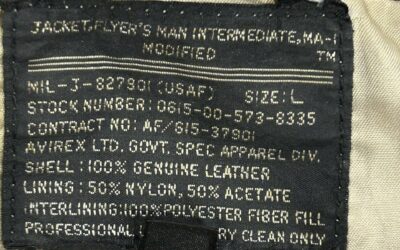 JACKET, FLYER'S MAN INTERMEDIATE, MA-1
MODIFIED TM
MIL-J-827901 (USAF) SIZE: L
STOCK NUMBER: 0615-00-573-8335
CONTRACT NO: AF/615-37901
AVIREX LTD. GOVT. SPEC APPAREL DIV.
SHELL: 100% GENUINE LEATHER
LINING: 50% NYLON, 50% ACETATE
INTERLINING: 100% POLYESTER FIBER FILL
PROFESSIONAL RY CLEAN ONLY